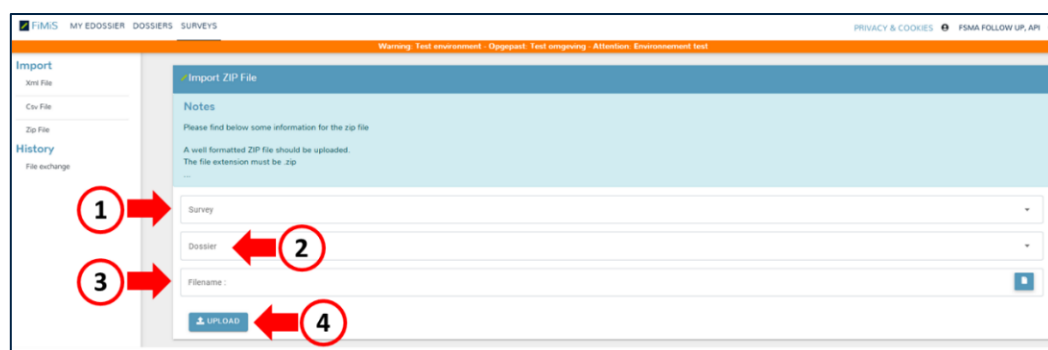 FiMiS MY EDOSSIER DOSSIERS SURVEYS PRIVACY & COOKIES FSMA FOLLOW UP, API
Warning: Test environment - Opgepast: Test omgeving - Attention: Environnement test
Import
Xml File
Csv File
Zip File
History
File exchange
Import ZIP File
Notes
Please find below some information for the zip file
A well formatted ZIP file should be uploaded.
The file extension must be .zip
...
1
Survey
Dossier
2
3
Filename :
UPLOAD
4